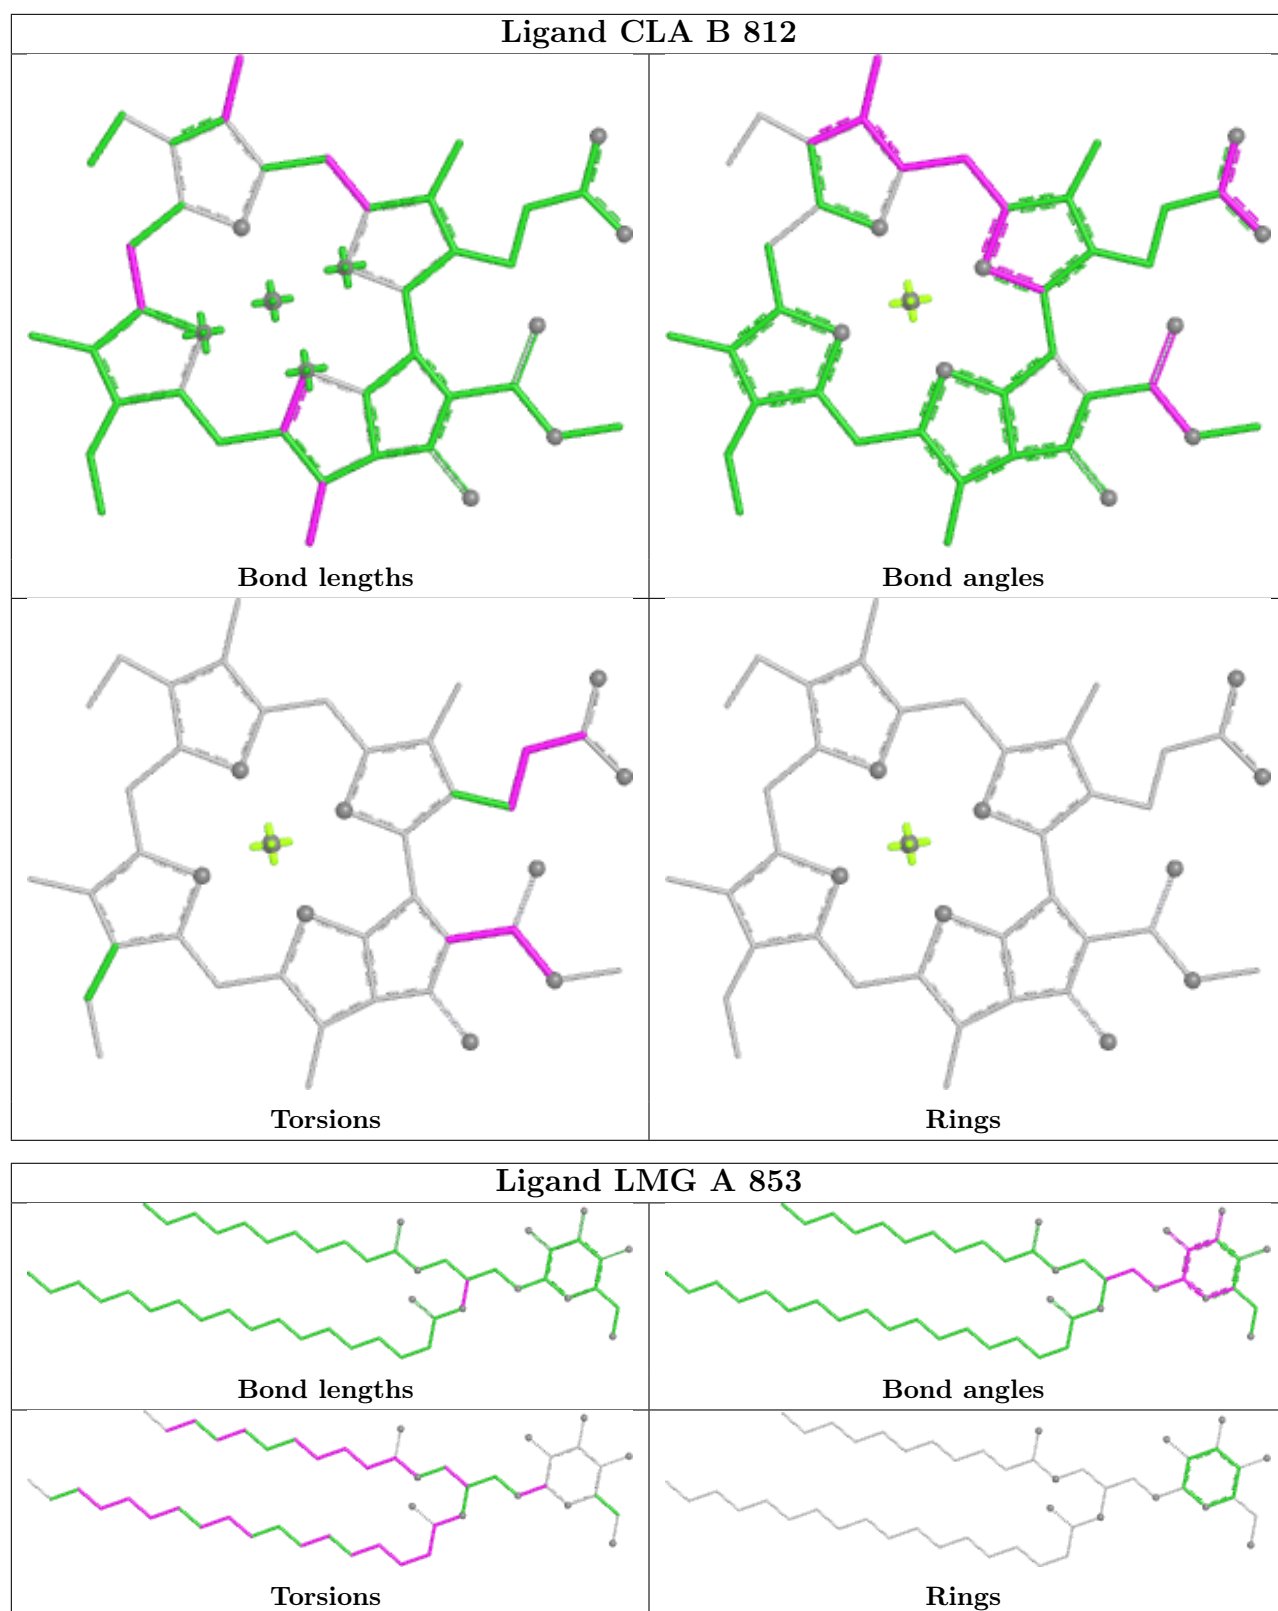 Ligand CLA B 812
Bond lengths
Bond angles
Torsions
Rings
Ligand LMG A 853
Bond lengths
Bond angles
Torsions
Rings